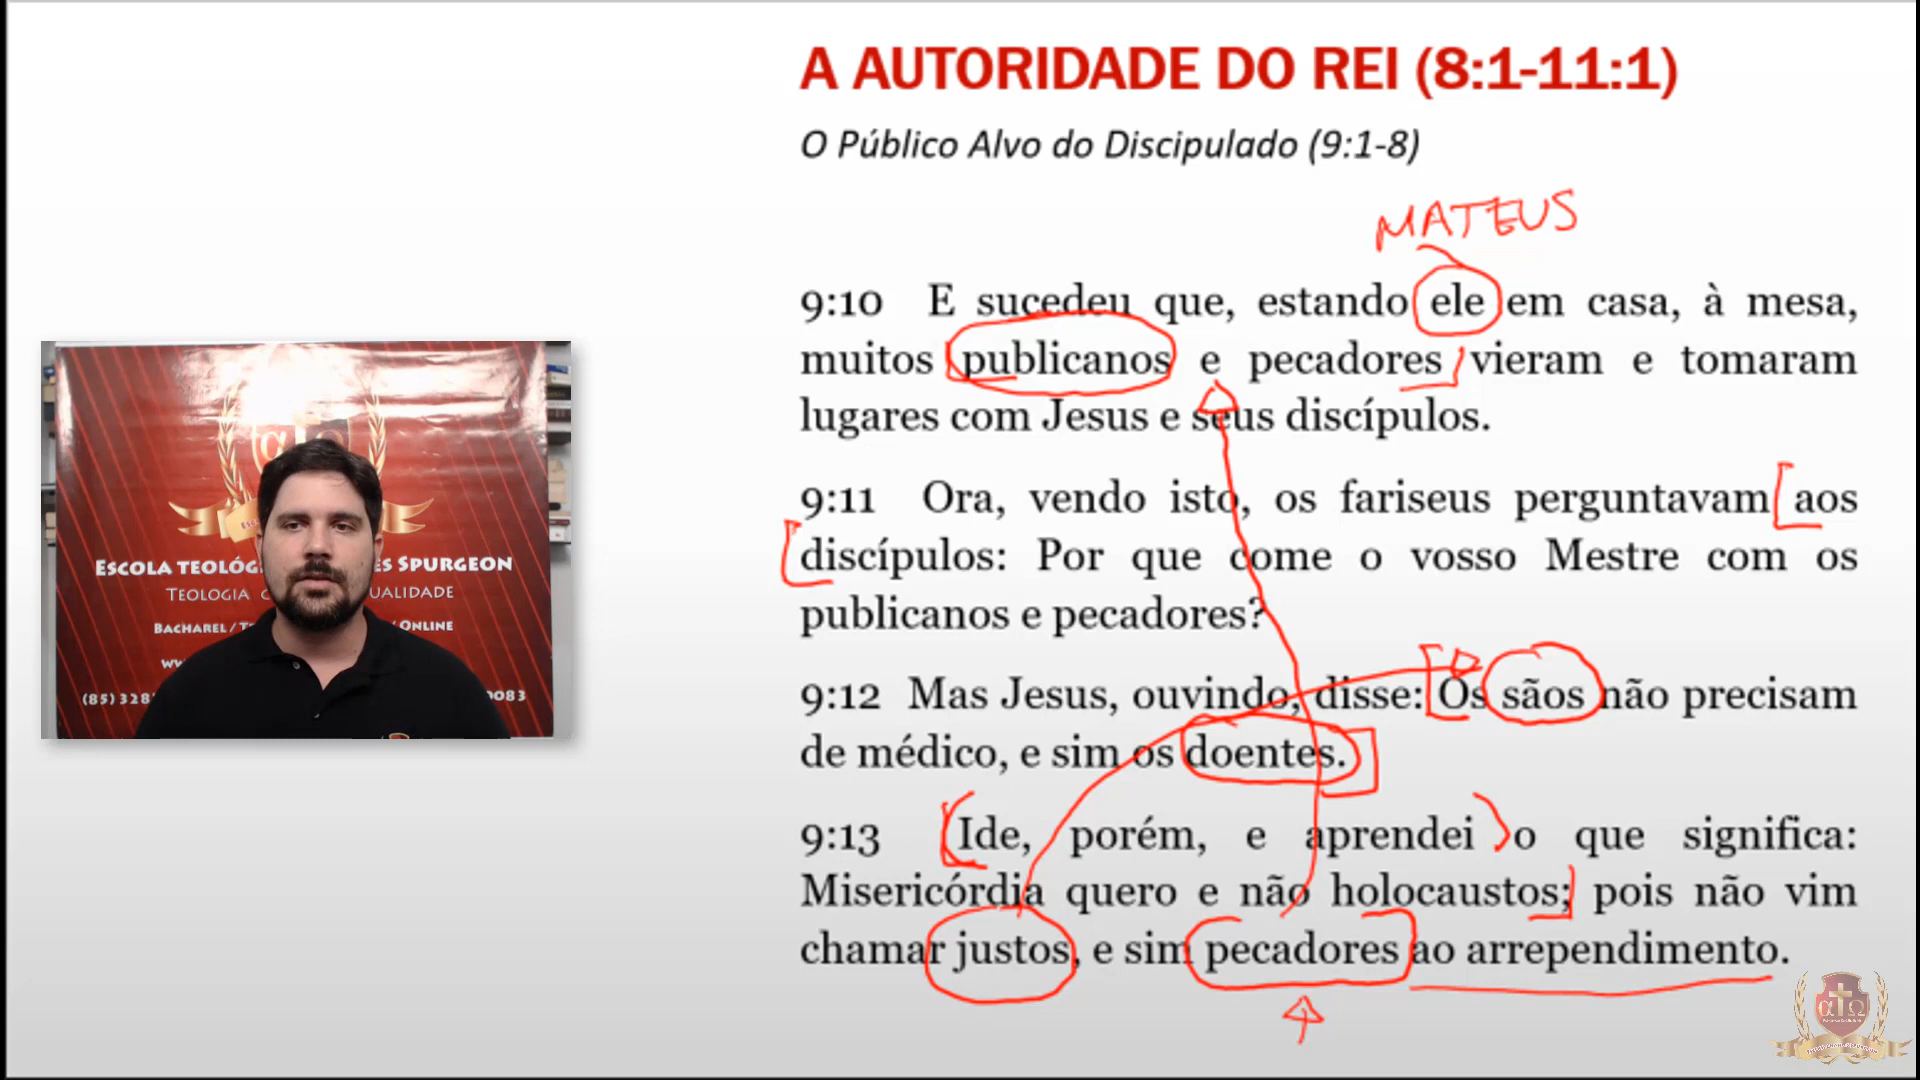 A AUTORIDADE DO REI (8:1-11:1)
O Público Alvo do Discipulado (9:1-8)
MATEUS
9:10 E sucedeu que, estando ele em casa, à mesa,
muitos publicanos e pecadores vieram e tomaram
lugares com Jesus e seus discípulos.
9:11 Ora, vendo isto, os fariseus perguntavam aos
discípulos: Por que come o vosso Mestre com os
publicanos e pecadores?
9:12 Mas Jesus, ouvindo, disse: Os sãos não precisam
de médico, e sim os doentes.
9:13 Ide, porém, e aprendei o que significa:
Misericórdia quero e não holocaustos; pois não vim
chamar justos, e sim pecadores ao arrependimento.
ESCOLA TEOLÓG ES SPURGEON
TEOLOGIA UALIDADE
BACHAREL / ONLINE
(85) 328 0083